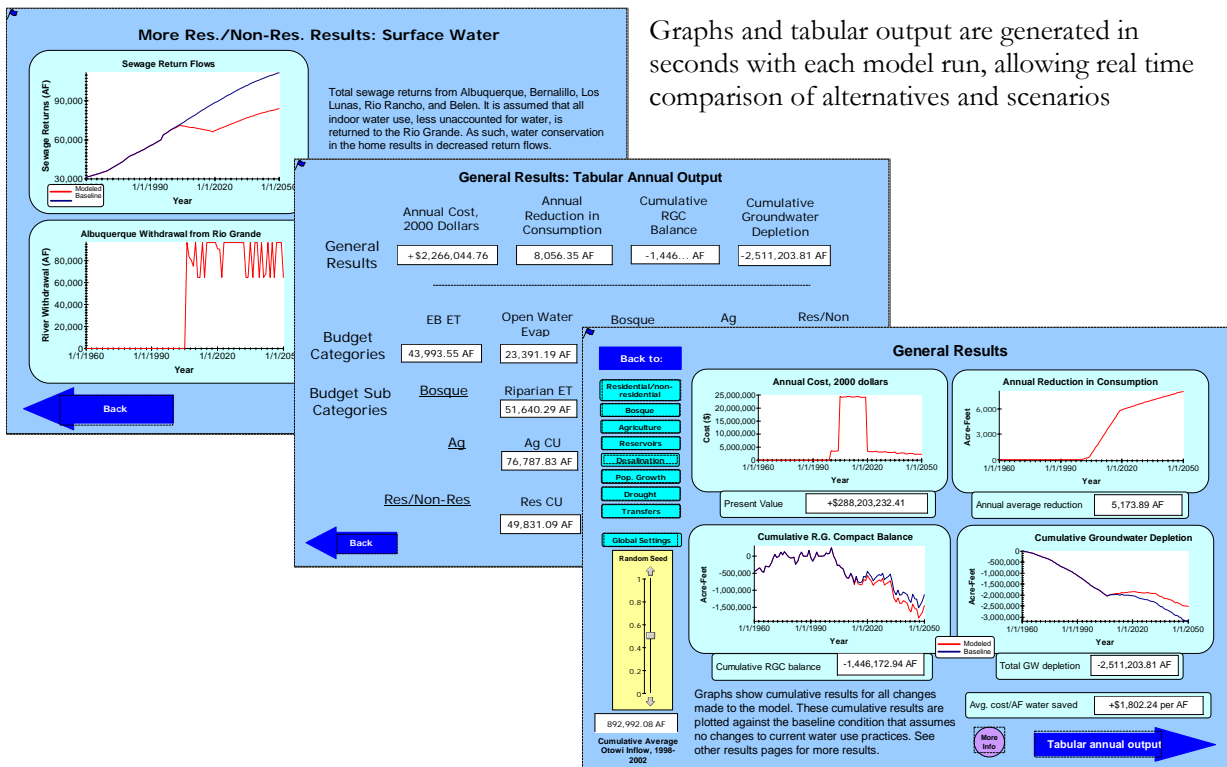 Graphs and tabular output are generated in
seconds with each model run, allowing real time
comparison of alternatives and scenarios
More Res./Non-Res. Results: Surface Water
Sewage Return Flows
Sewage Returns (AF)
90,000
60,000
30,000
1/1/1990 1/1/2020 1/1/2050
Modeled
Baseline
Year
Total sewage returns from Albuquerque, Bernalillo, Los
Lunas, Rio Rancho, and Belen. It is assumed that all
indoor water use, less unaccounted for water, is
returned to the Rio Grande. As such, water conservation
in the home results in decreased return flows.
Albuquerque Withdrawal from Rio Grande
River Withdrawal (AF)
80,000
60,000
40,000
20,000
0
1/1/1960 1/1/1990 1/1/2020 1/1/205
Year
Back
General Results: Tabular Annual Output
Annual Cost,
2000 Dollars
Annual
Reduction in
Consumption
Cumulative
RGC
Balance
Cumulative
Groundwater
Depletion
General
Results
+$2,266,044.76 8,056.35 AF -1,446... AF -2,511,203.81 AF
EB ET
Open Water
Evap
Bosque
Ag
Res/Non
Budget
Categories
43,993.55 AF 23,391.19 AF
Budget Sub
Categories
Bosque
Riparian ET
51,640.29 AF
Ag
Ag CU
76,787.83 AF
Res/Non-Res
Res CU
49,831.09 AF
Back
General Results
Back to:
Residential/non-
residential
Bosque
Agriculture
Reservoirs
Desalination
Pop. Growth
Drought
Transfers
Global Settings
Random Seed
1
0.8
0.6
0.4
0.2
0
892,992.08 AF
Cumulative Average
Otowi Inflow, 1998-
2002
Annual Cost, 2000 dollars
Cost ($)
25,000,000
20,000,000
15,000,000
10,000,000
5,000,000
0
1/1/1960 1/1/1990 1/1/2020 1/1/2050
Year
Present Value +$288,203,232.41
Annual Reduction in Consumption
Acre-Feet
6,000
3,000
0
1/1/1960 1/1/1990 1/1/2020 1/1/2050
Year
Annual average reduction 5,173.89 AF
Cumulative R.G. Compact Balance
Acre-Feet
0
-500,000
-1,000,000
-1,500,000
1/1/1960 1/1/1990 1/1/2020 1/1/2050
Year
Cumulative RGC balance -1,446,172.94 AF
Modeled
Baseline
Cumulative Groundwater Depletion
Acre-Feet
0
-500,000
-1,000,000
-1,500,000
-2,000,000
-2,500,000
-3,000,000
1/1/1960 1/1/1990 1/1/2020 1/1/2050
Year
Total GW depletion -2,511,203.81 AF
Graphs show cumulative results for all changes
made to the model. These cumulative results are
plotted against the baseline condition that assumes
no changes to current water use practices. See
other results pages for more results.
Avg. cost/AF water saved +$1,802.24 per AF
More
Info
Tabular annual output